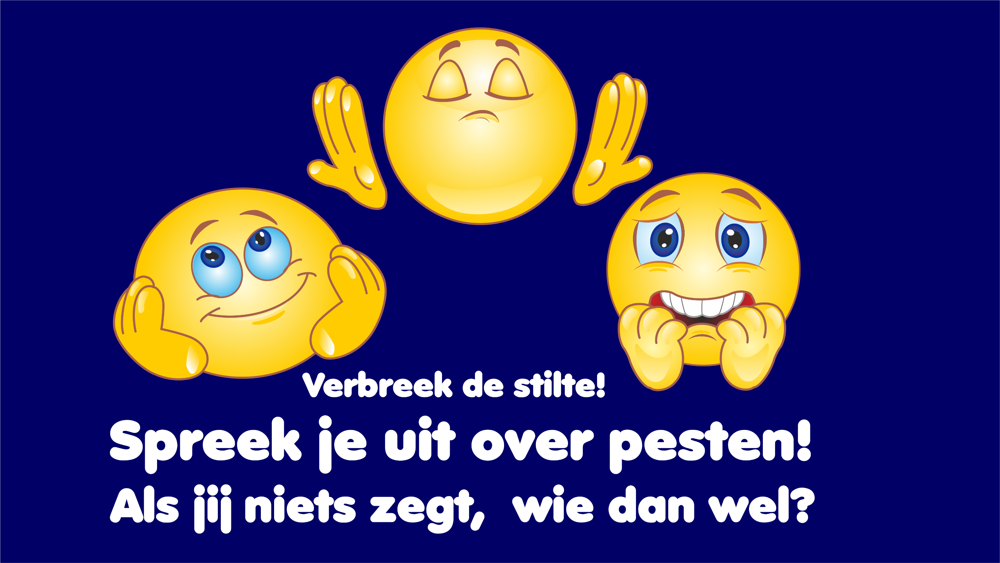 Verbreek de stilte!
Spreek je uit over pesten!
Als jij niets zegt, wie dan wel?